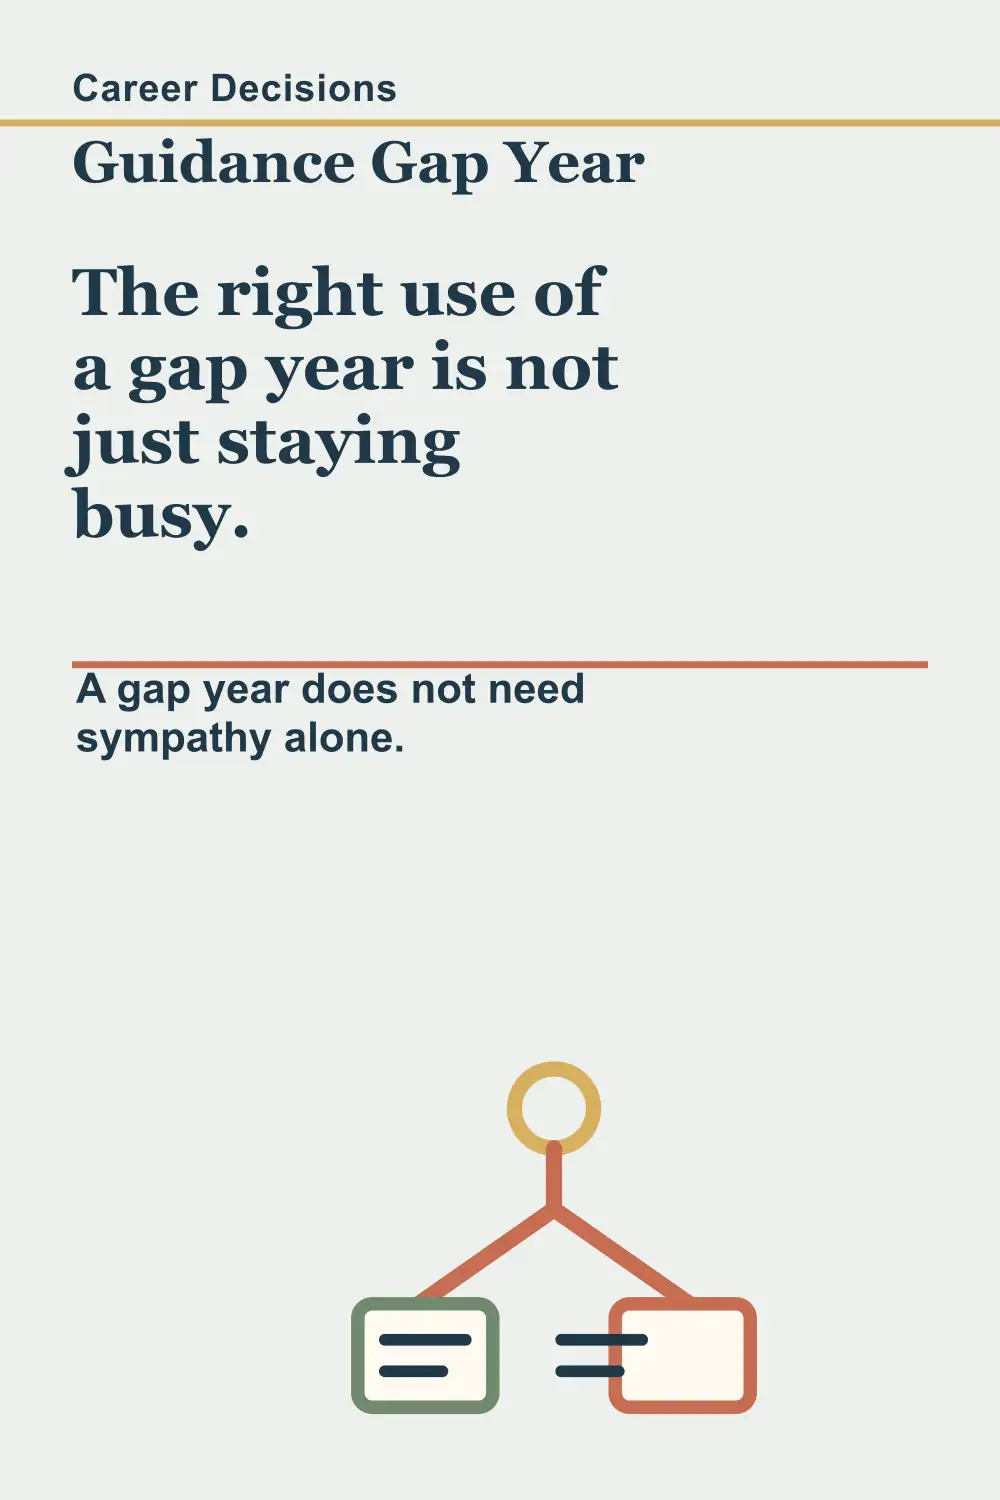 Career Decisions
Guidance Gap Year
The right use of
a gap year is not
just staying
busy.
A gap year does not need
sympathy alone.